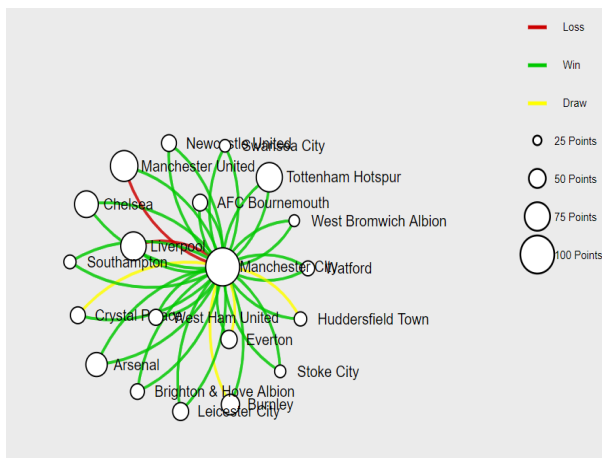 Loss
Win
Draw
25 Points
50 Points
75 Points
100 Points
Newcastle United
Swansea City
Manchester United
Tottenham Hotspur
Chelsea
AFC Bournemouth
West Bromwich Albion
Liverpool
Southampton
Manchester City
Watford
Crystal Palace
West Ham United
Huddersfield Town
Everton
Arsenal
Stoke City
Brighton & Hove Albion
Leicester City
Burnley